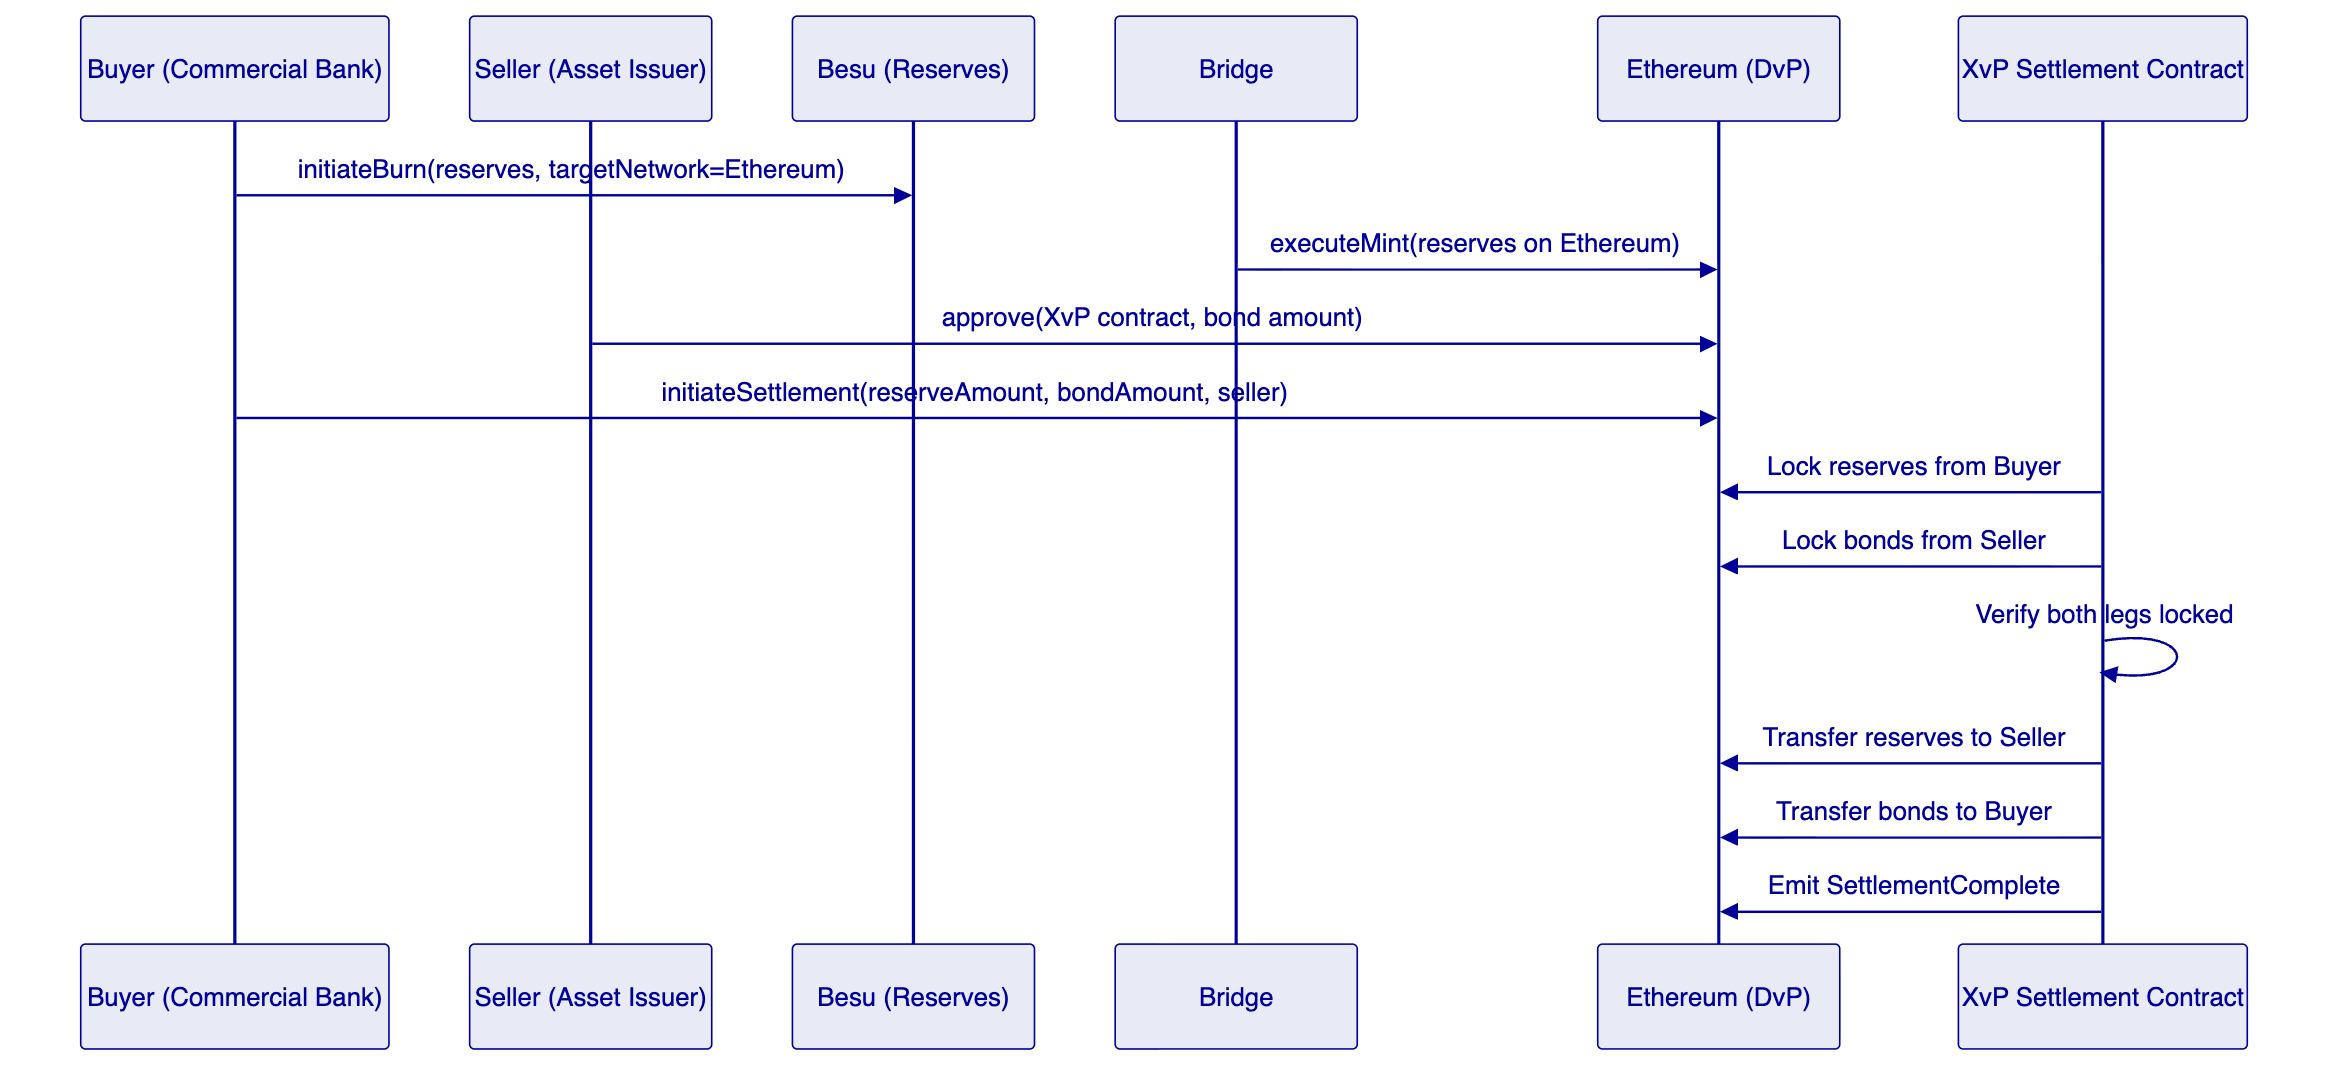 Buyer (Commercial Bank)
Seller (Asset Issuer)
Besu (Reserves)
Bridge
Ethereum (DvP)
XvP Settlement Contract
initiateBurn(reserves, targetNetwork=Ethereum)
executeMint(reserves on Ethereum)
approve(XvP contract, bond amount)
initiateSettlement(reserveAmount, bondAmount, seller)
Lock reserves from Buyer
Lock bonds from Seller
Verify both legs locked
Transfer reserves to Seller
Transfer bonds to Buyer
Emit SettlementComplete
Buyer (Commercial Bank)
Seller (Asset Issuer)
Besu (Reserves)
Bridge
Ethereum (DvP)
XvP Settlement Contract